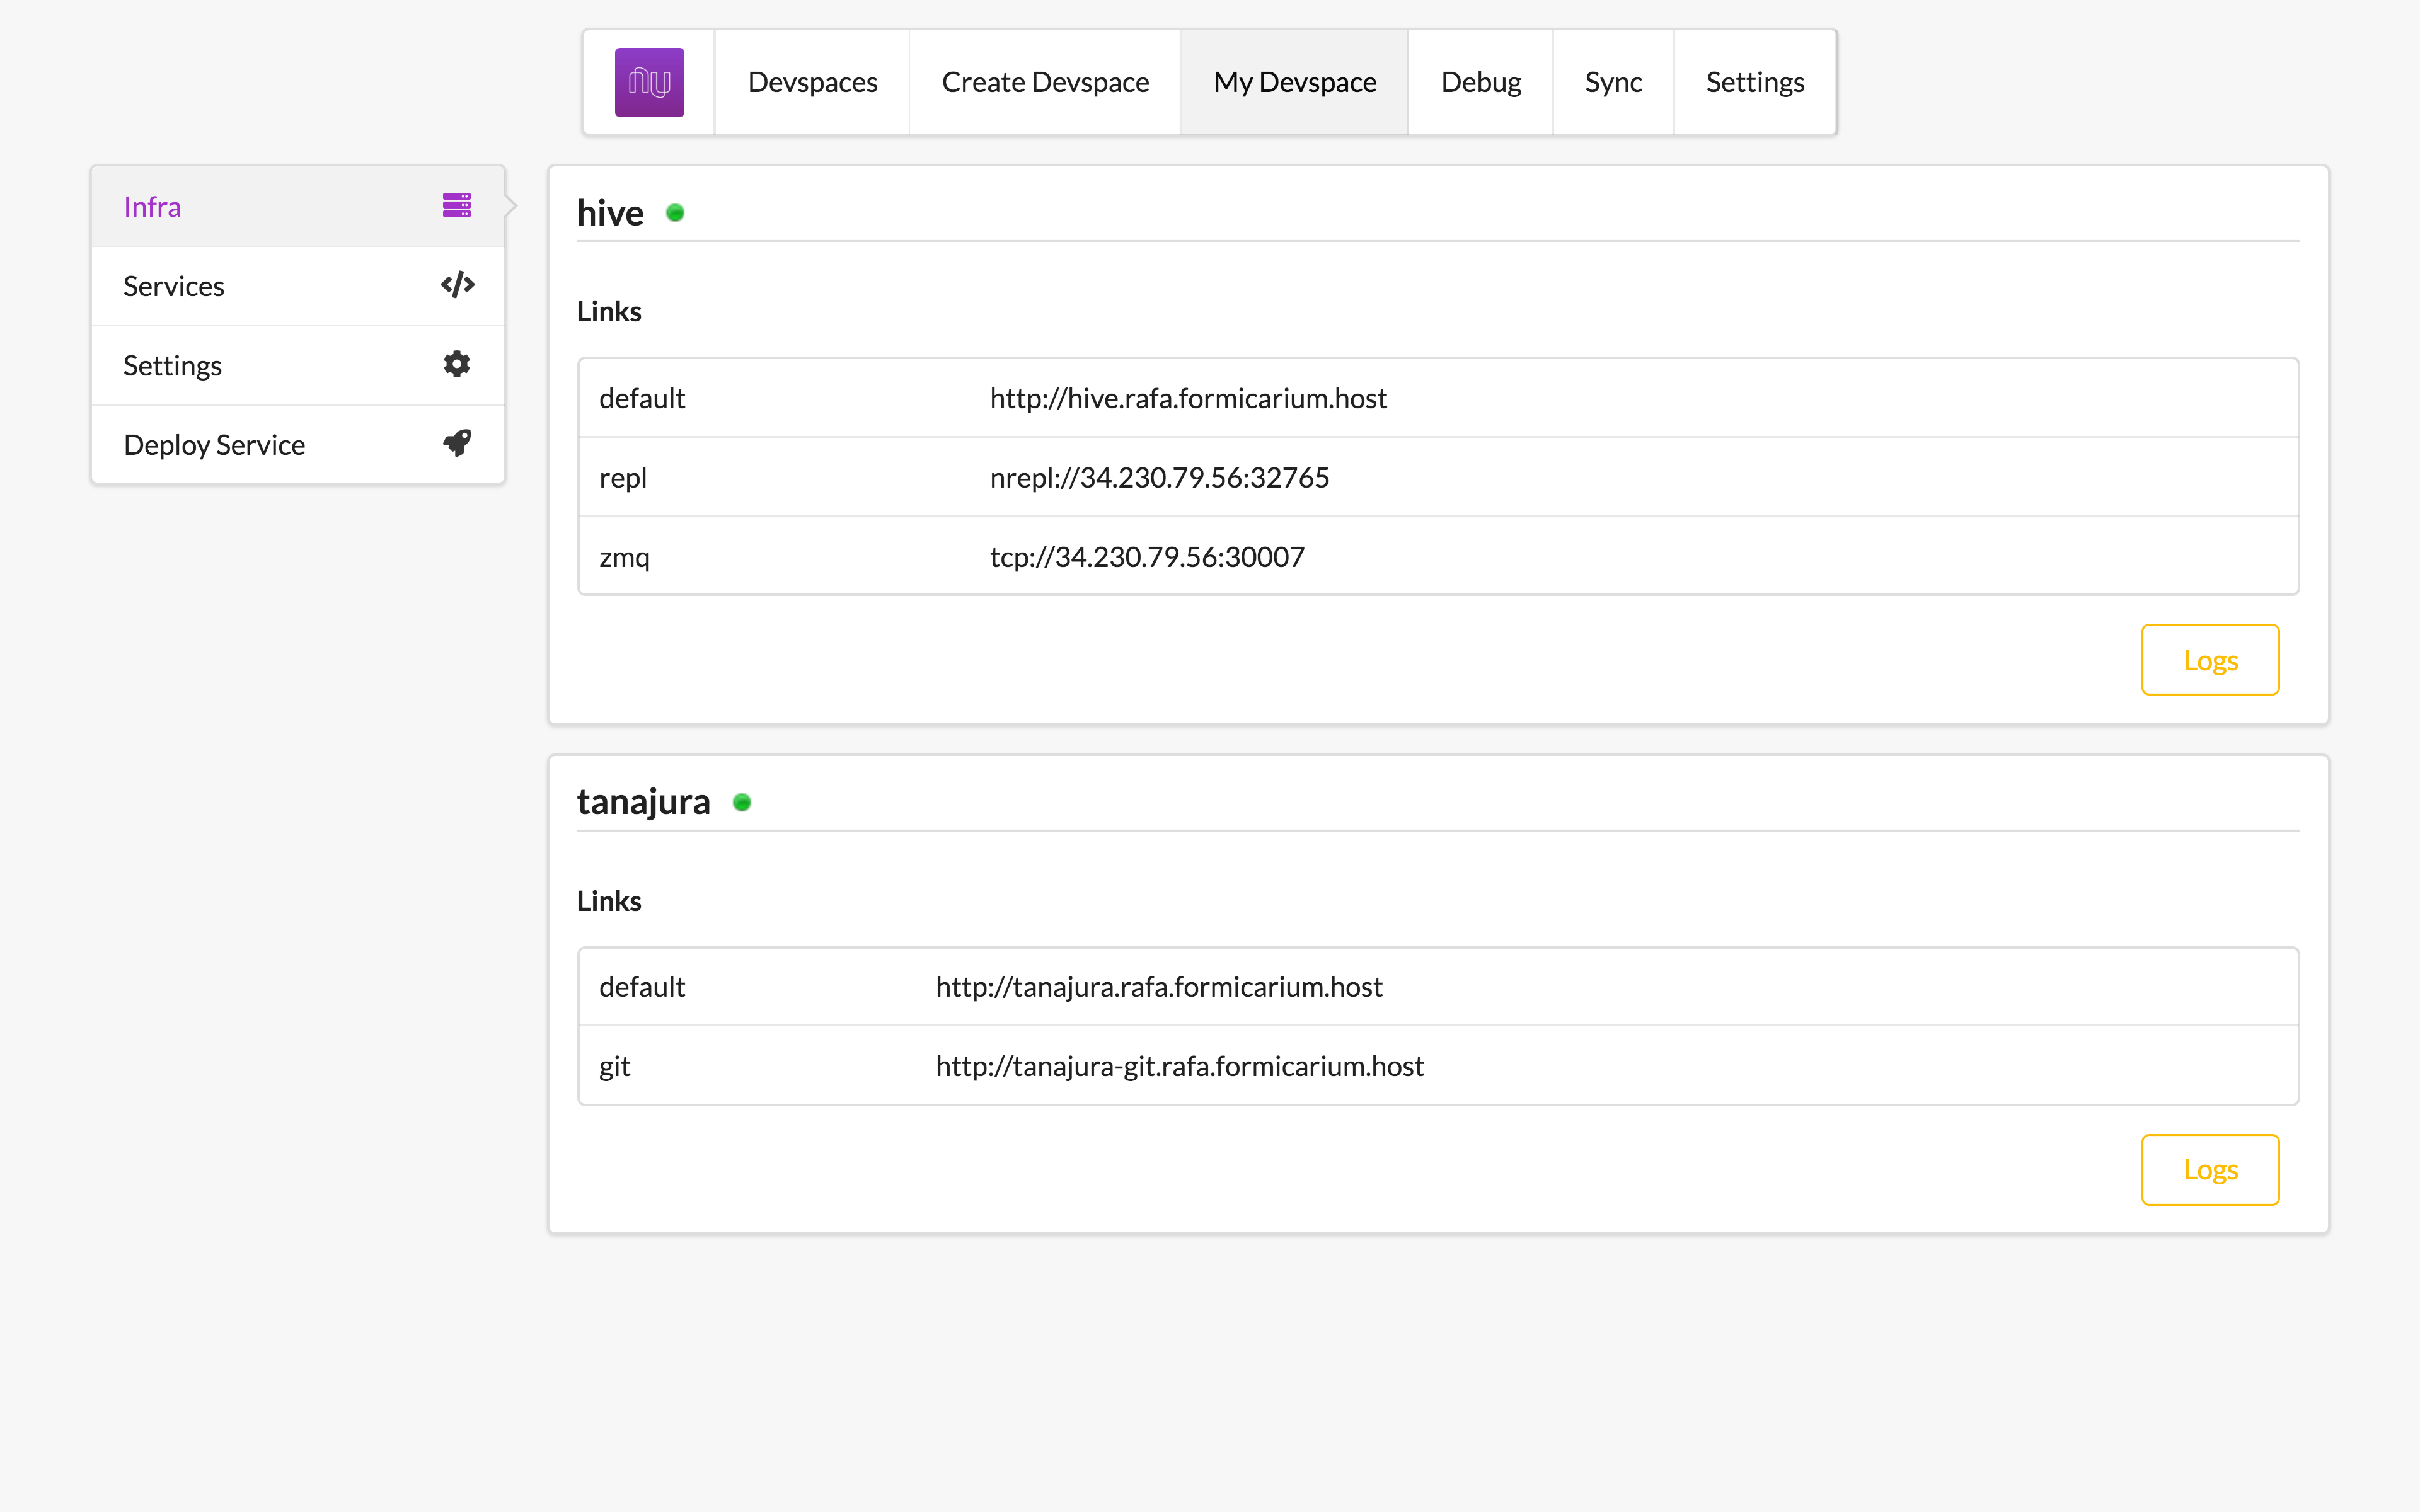 nu
Devspaces
Create Devspace
My Devspace
Debug
Sync
Settings
Infra
Services
Settings
Deploy Service
hive
Links
default http://hive.rafa.formicarium.host
repl nrepl://34.230.79.56:32765
zmq tcp://34.230.79.56:30007
Logs
tanajura
Links
default http://tanajura.rafa.formicarium.host
git http://tanajura-git.rafa.formicarium.host
Logs